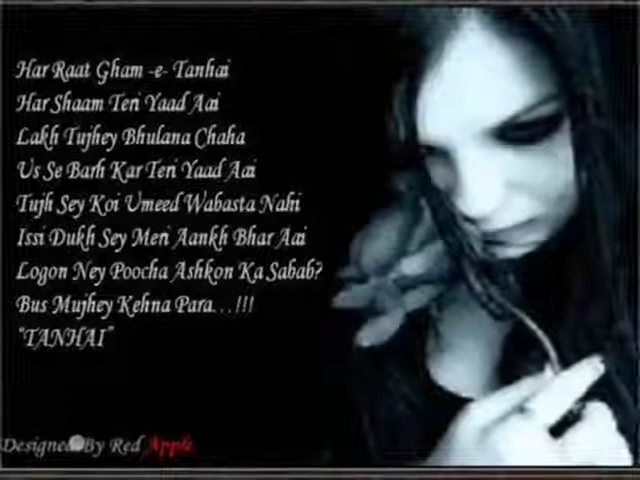 Har Raat Gham -e- Tanhai
Har Shaam Teri Yaad Aai
Lakh Tujhey Bhulana Chaha
Us Se Barh Kar Teri Yaad Aai
Tujh Sey Koi Umeed Wabasta Nahi
Issi Dukh Sey Meri Aankh Bhar Aai
Logon Ney Poocha Ashkon Ka Sabab?
Bus Mujhey Kehna Para...!!!
"TANHAI"
Designed By Red Apple